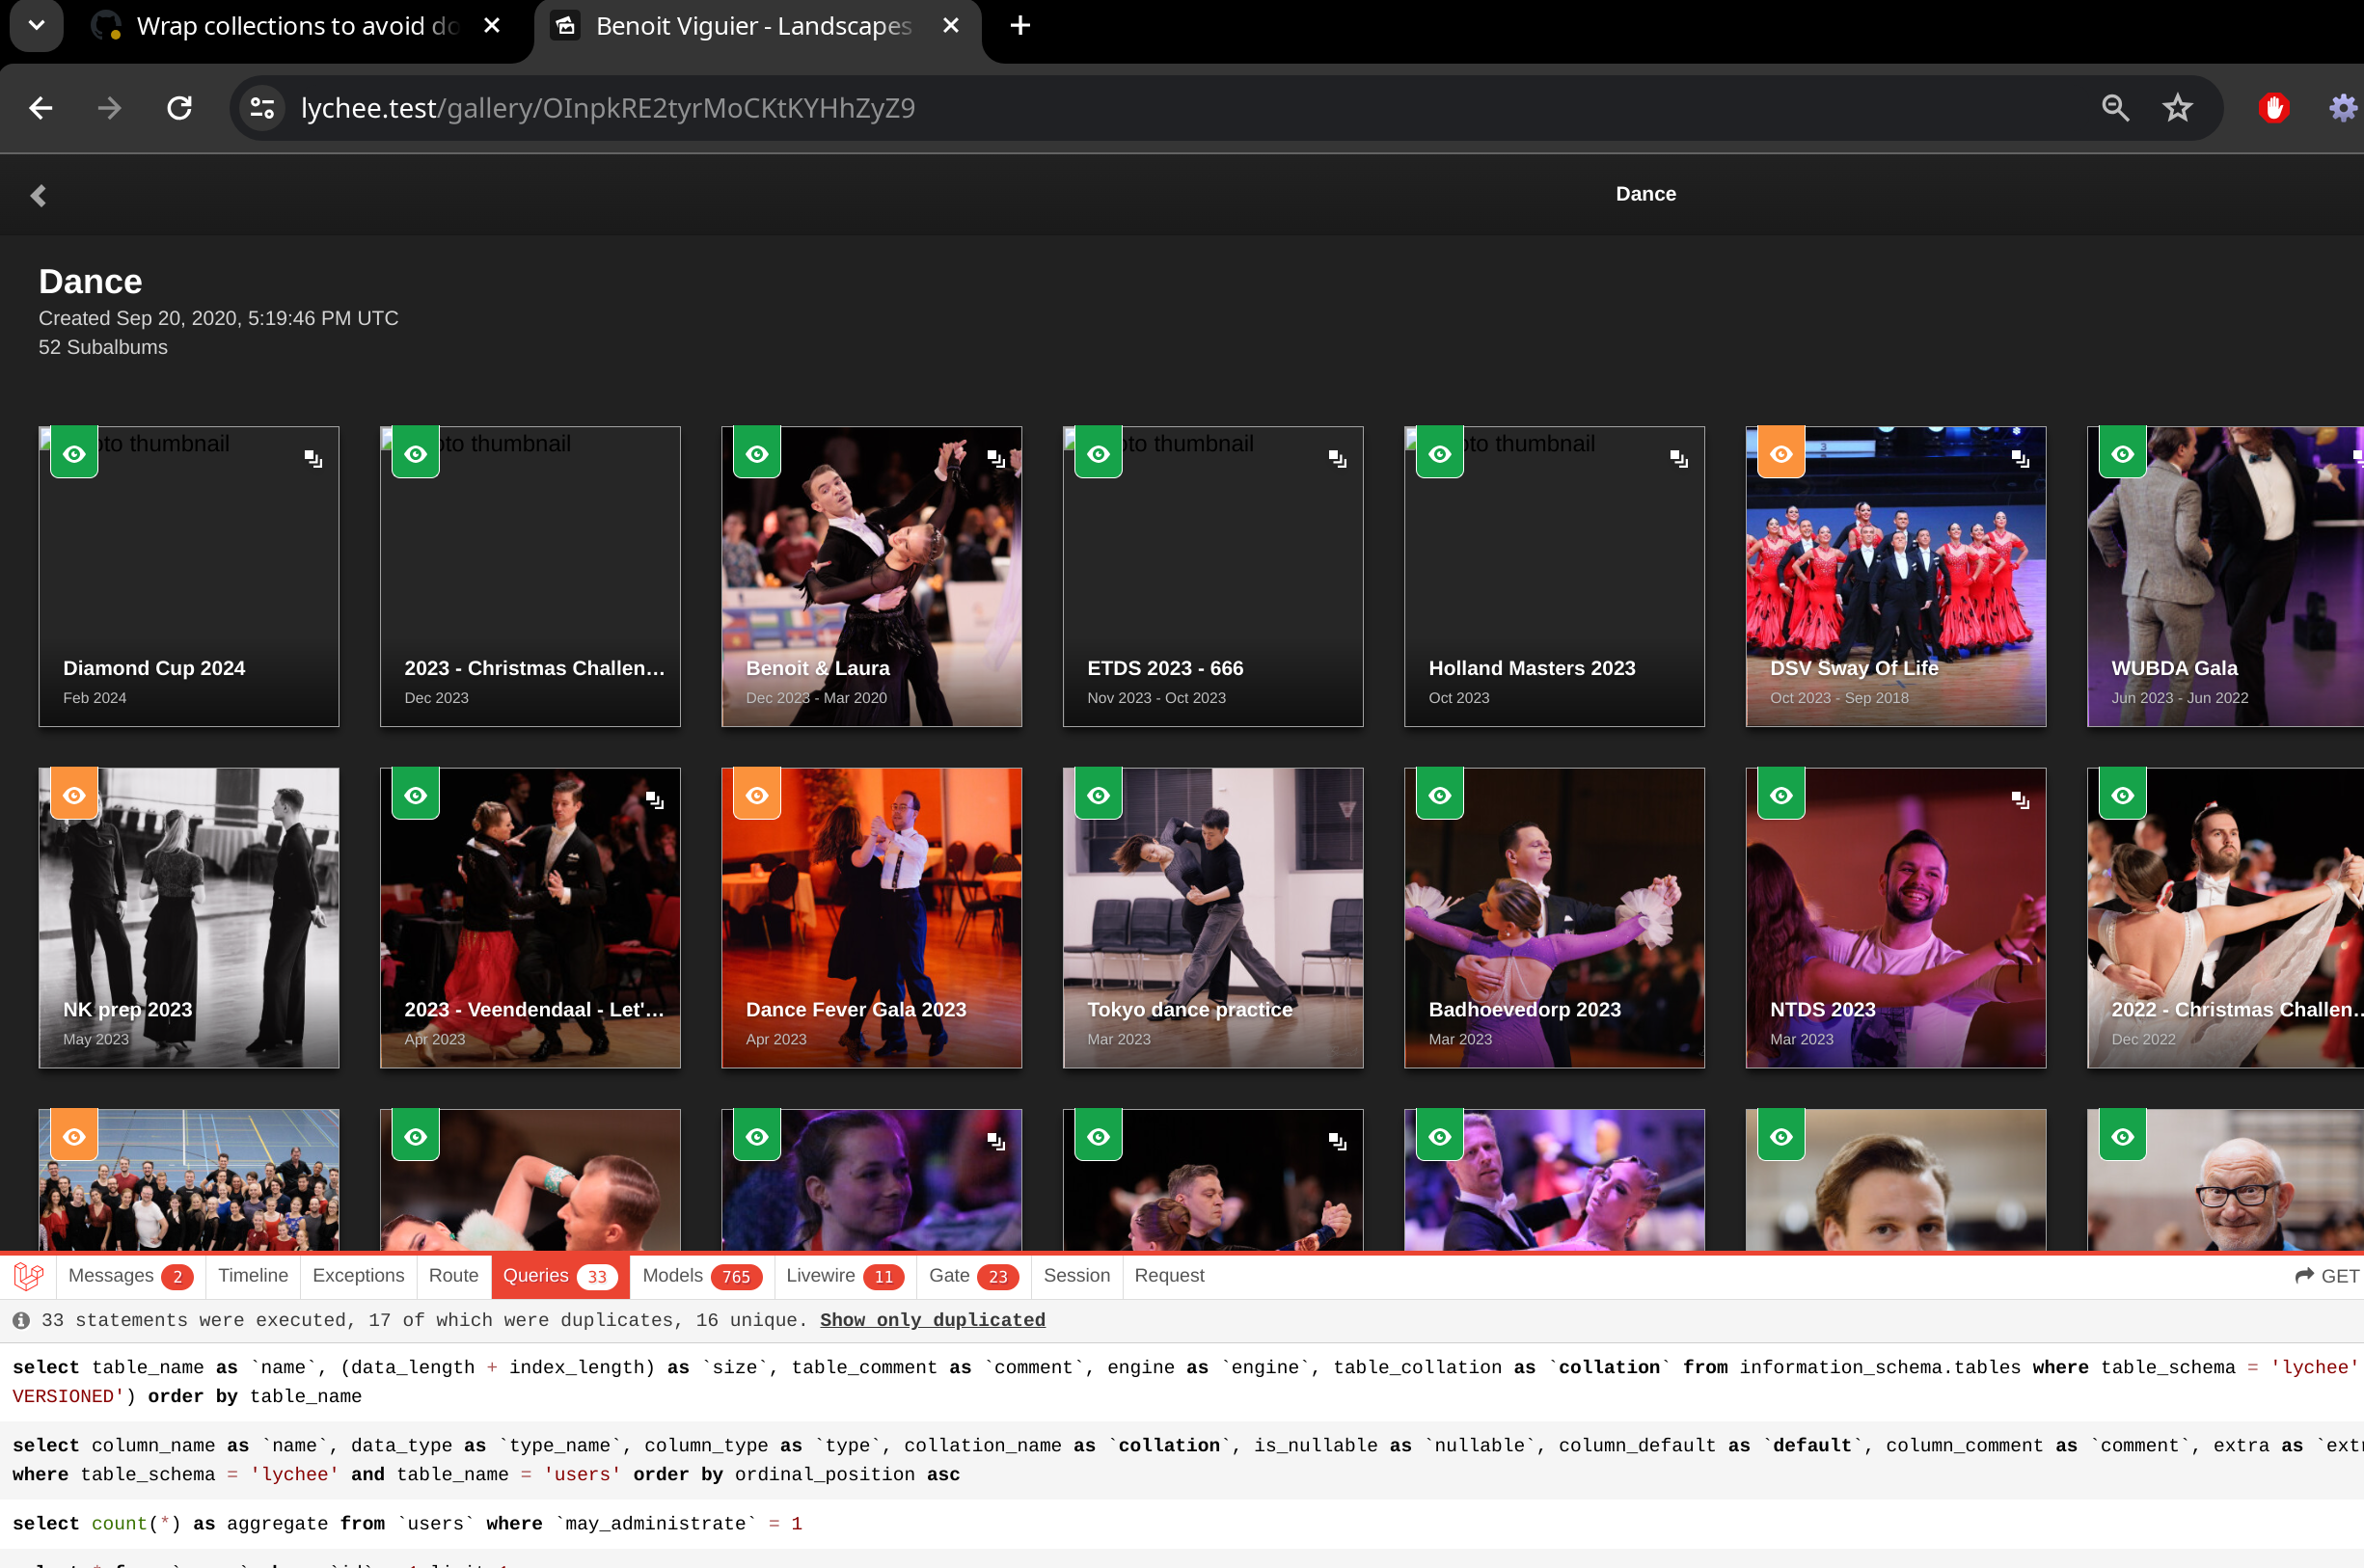 Wrap collections to avoid do
Benoit Viguier - Landscapes
lychee.test/gallery/OInpkRE2tyrMoCKtKYHhZyZ9
Dance
Dance
Created Sep 20, 2020, 5:19:46 PM UTC
52 Subalbums
oto thumbnail
oto thumbnail
oto thumbnail
oto thumbnail
Diamond Cup 2024
Feb 2024
2023 - Christmas Challen...
Dec 2023
Benoit & Laura
Dec 2023 - Mar 2020
ETDS 2023 - 666
Nov 2023 - Oct 2023
Holland Masters 2023
Oct 2023
DSV Sway Of Life
Oct 2023 - Sep 2018
WUBDA Gala
Jun 2023 - Jun 2022
NK prep 2023
May 2023
2023 - Veendendaal - Let'...
Apr 2023
Dance Fever Gala 2023
Apr 2023
Tokyo dance practice
Mar 2023
Badhoevedorp 2023
Mar 2023
NTDS 2023
Mar 2023
2022 - Christmas Challen..
Dec 2022
Messages 2 Timeline Exceptions Route Queries 33 Models 765 Livewire 11 Gate 23 Session Request GET
33 statements were executed, 17 of which were duplicates, 16 unique. Show only duplicated
select table_name as `name`, (data_length + index_length) as `size`, table_comment as `comment`, engine as `engine`, table_collation as `collation` from information_schema.tables where table_schema = 'lychee'
VERSIONED') order by table_name
select column_name as `name`, data_type as `type_name`, column_type as `type`, collation_name as `collation`, is_nullable as `nullable`, column_default as `default`, column_comment as `comment`, extra as `extr
where table_schema = 'lychee' and table_name = 'users' order by ordinal_position asc
select count(*) as aggregate from `users` where `may_administrate` = 1